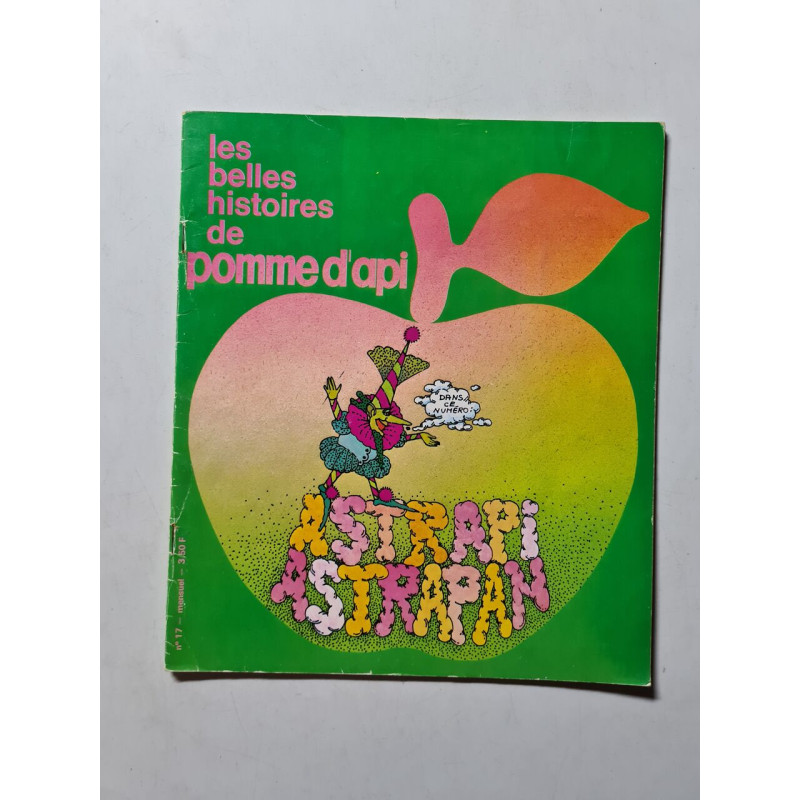 les
belles
histoires
de
pomme d'api
DANS
CE
NUMÉRO!
ASTRAPI
ASTRAPAN
n° 17 — mensuel — 3,50 F